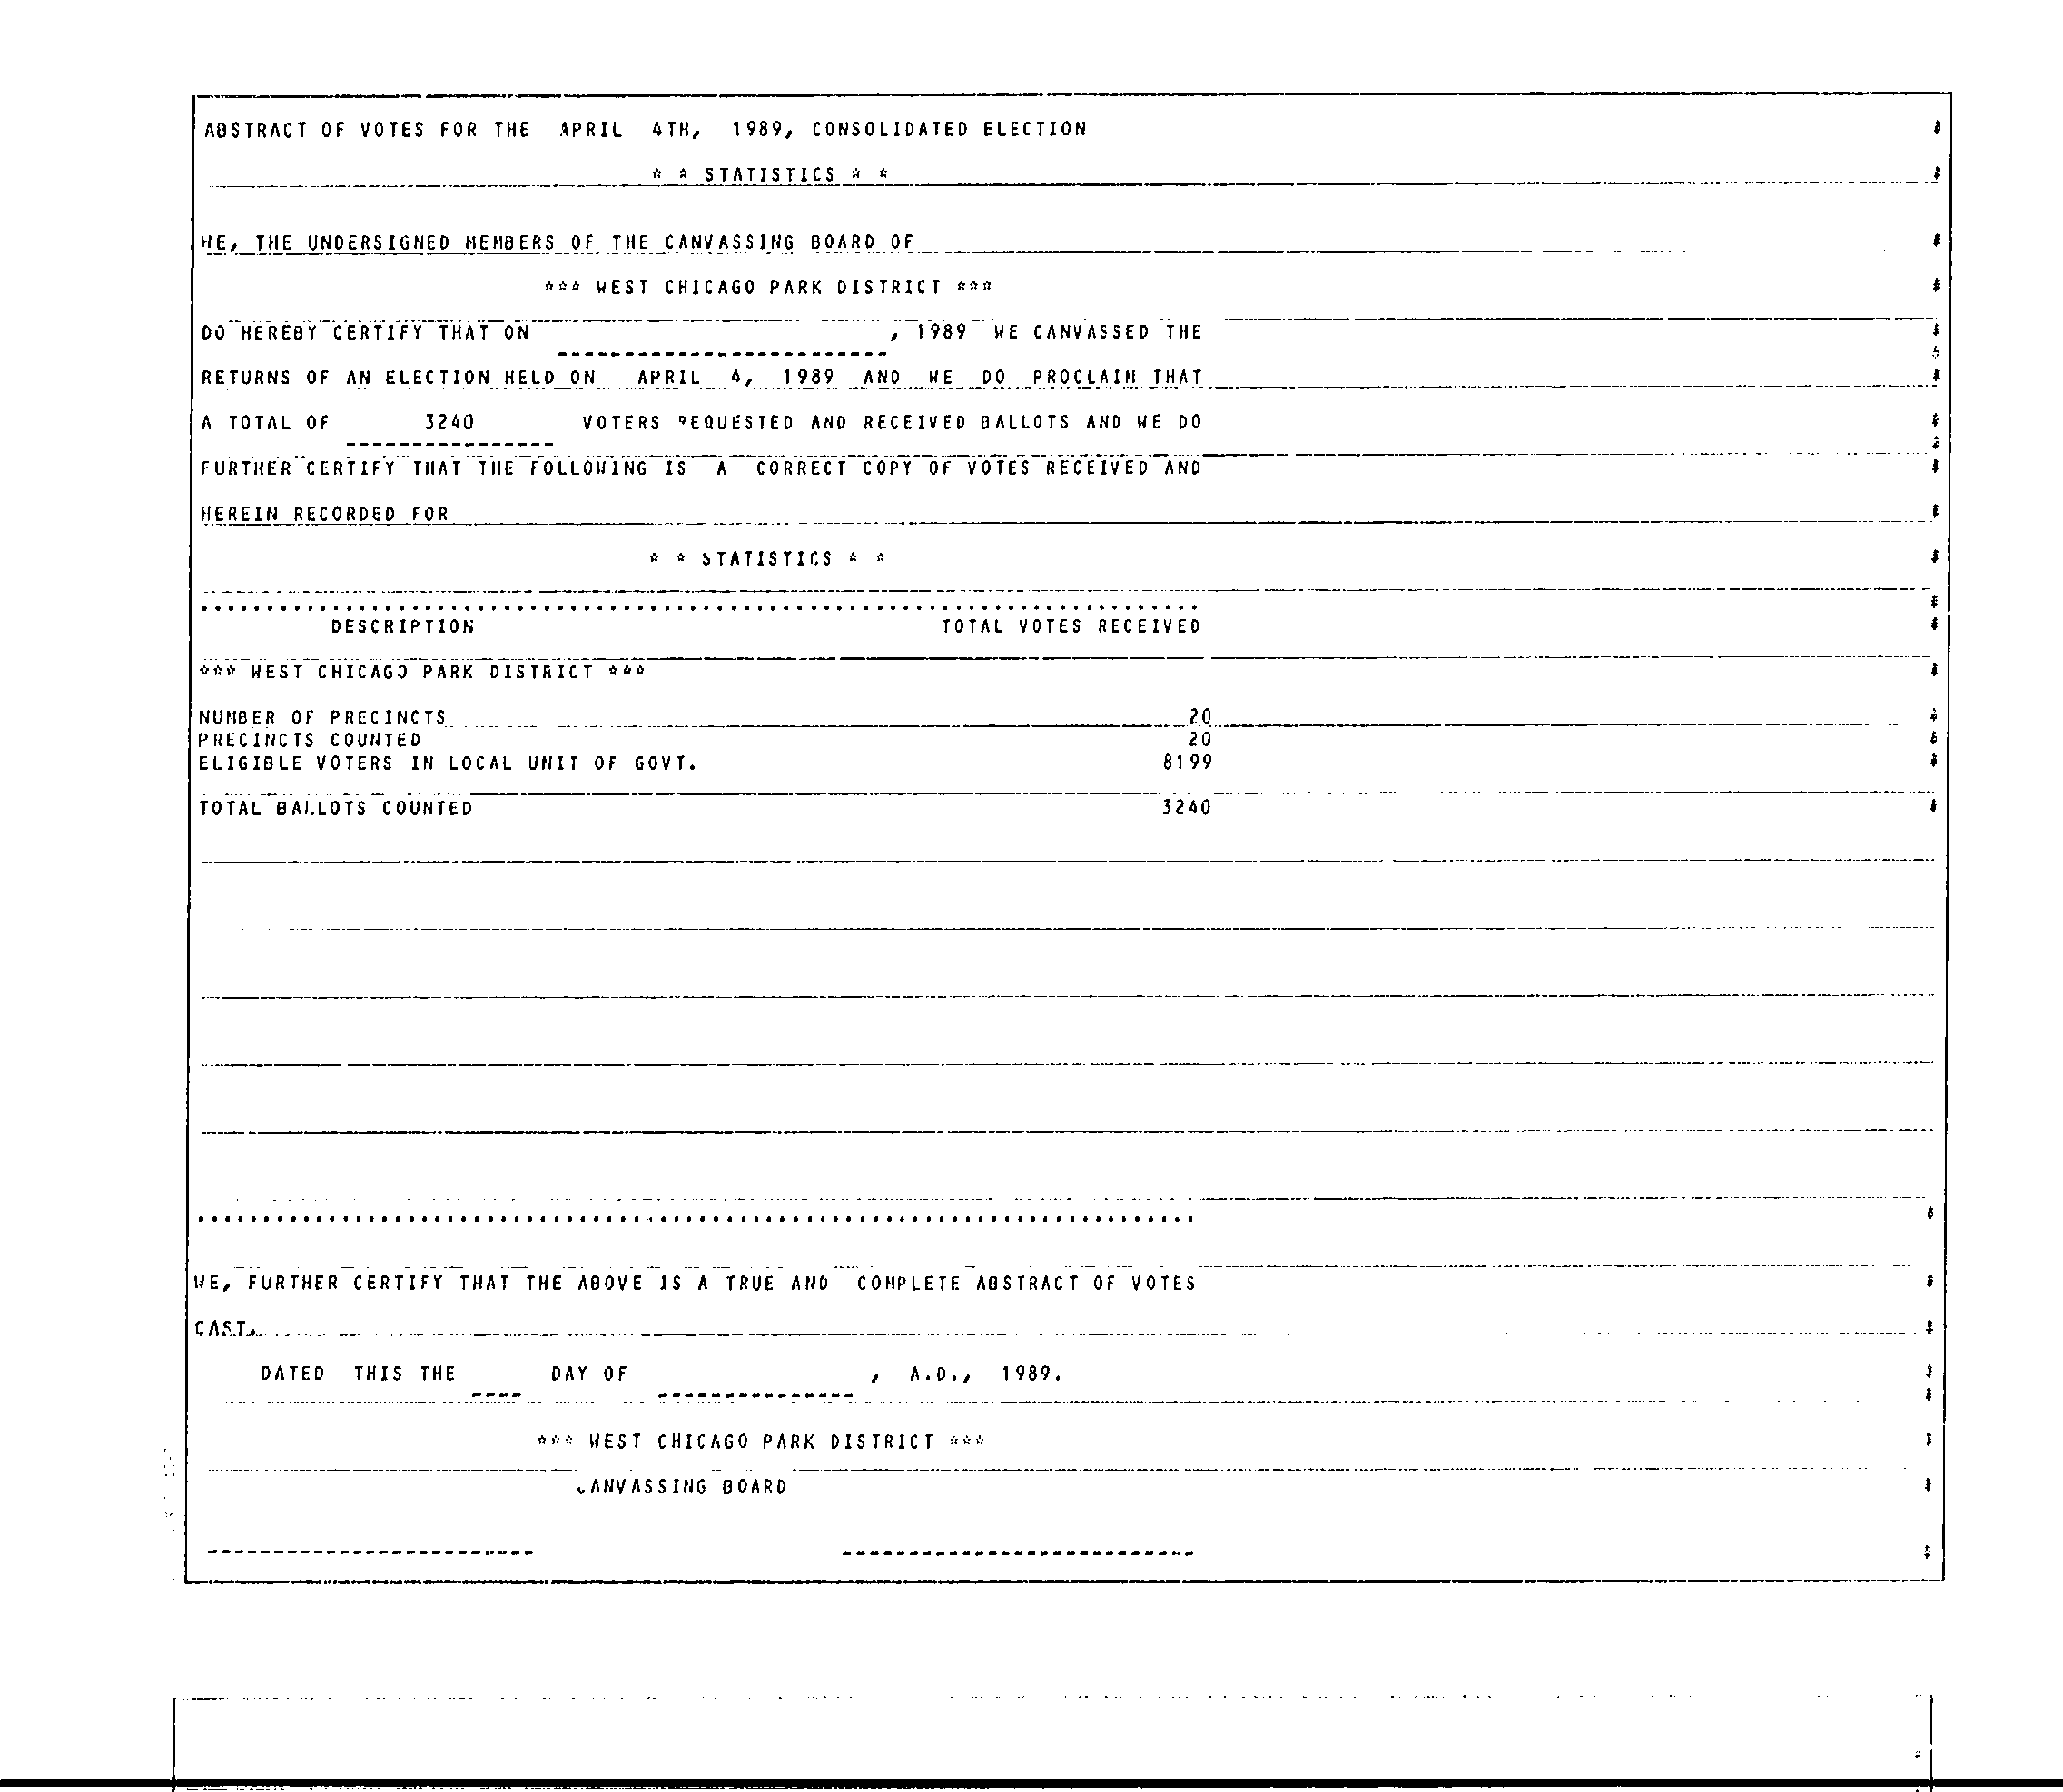 ABSTRACT OF VOTES FOR THE APRIL 4TH, 1989, CONSOLIDATED ELECTION
* * STATISTICS * *
WE, THE UNDERSIGNED MEMBERS OF THE CANVASSING BOARD OF
*** WEST CHICAGO PARK DISTRICT ***
DO HEREBY CERTIFY THAT ON , 1989 WE CANVASSED THE
RETURNS OF AN ELECTION HELD ON APRIL 4, 1989 AND WE DO PROCLAIM THAT
A TOTAL OF 3240 VOTERS REQUESTED AND RECEIVED BALLOTS AND WE DO
FURTHER CERTIFY THAT THE FOLLOWING IS A CORRECT COPY OF VOTES RECEIVED AND
HEREIN RECORDED FOR
* * STATISTICS * *
DESCRIPTION TOTAL VOTES RECEIVED
*** WEST CHICAGO PARK DISTRICT ***
NUMBER OF PRECINCTS 20
PRECINCTS COUNTED 20
ELIGIBLE VOTERS IN LOCAL UNIT OF GOVT. 8199
TOTAL BALLOTS COUNTED 3240
WE, FURTHER CERTIFY THAT THE ABOVE IS A TRUE AND COMPLETE ABSTRACT OF VOTES
CAST.
DATED THIS THE DAY OF , A.D., 1989.
*** WEST CHICAGO PARK DISTRICT ***
CANVASSING BOARD